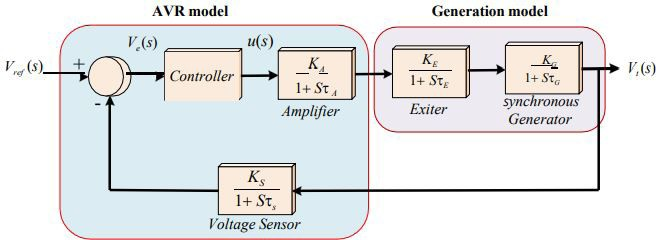 AVR model
Generation model
V_ref(s)
+
-
V_e(s)
Controller
u(s)
K_A
1+ Sτ_A
Amplifier
K_E
1+ Sτ_E
Exiter
K_G
1+ Sτ_G
synchronous
Generator
V_t(s)
K_S
1+ Sτ_s
Voltage Sensor